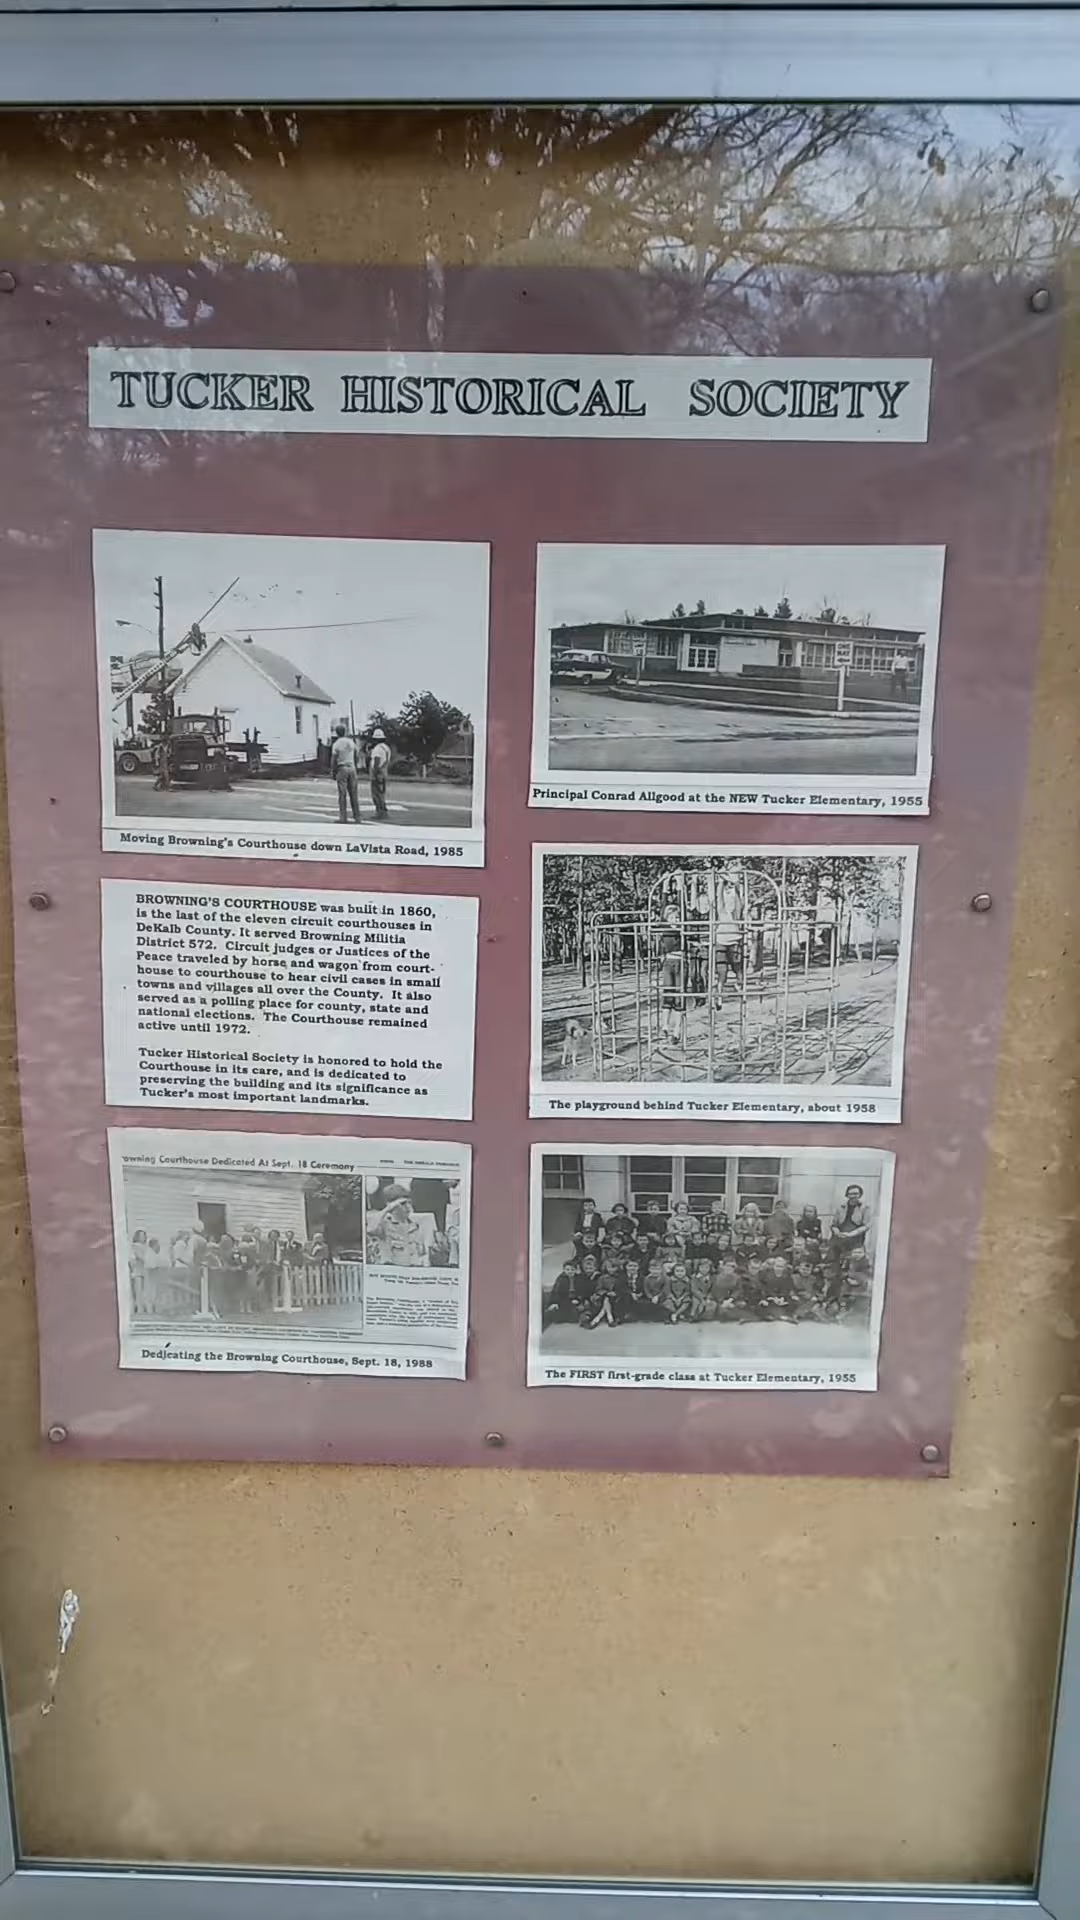 TUCKER HISTORICAL SOCIETY
Moving Browning's Courthouse down LaVista Road, 1985
BROWNING'S COURTHOUSE was built in 1860,
is the last of the eleven circuit courthouses in
DeKalb County. It served Browning Militia
District 572. Circuit judges or Justices of the
Peace traveled by horse and wagon from court-
house to courthouse to hear civil cases in small
towns and villages all over the County. It also
served as a polling place for county, state and
national elections. The Courthouse remained
active until 1972.
Tucker Historical Society is honored to hold the
Courthouse in its care, and is dedicated to
preserving the building and its significance as
Tucker's most important landmarks.
owning Courthouse Dedicated At Sept. 18 Ceremony
Dedicating the Browning Courthouse, Sept. 18, 1988
ONE
WAY
Principal Conrad Allgood at the NEW Tucker Elementary, 1955
The playground behind Tucker Elementary, about 1958
The FIRST first-grade class at Tucker Elementary, 1955